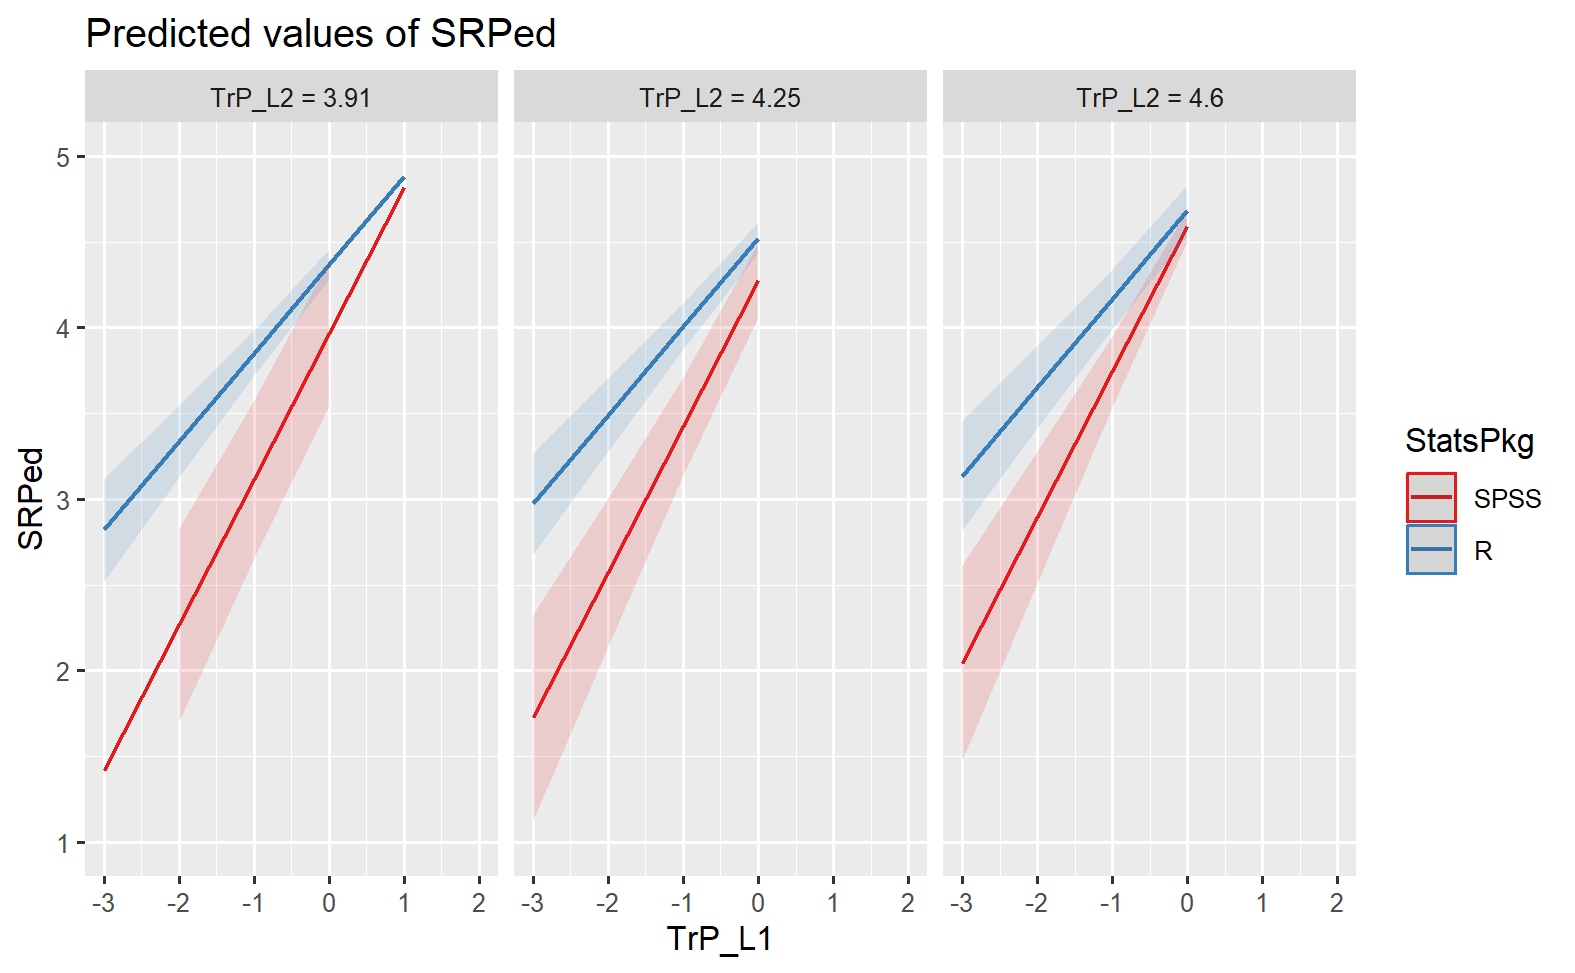 Predicted values of SRPed
TrP_L2 = 3.91
TrP_L2 = 4.25
TrP_L2 = 4.6
5
4
3
2
1
SRPed
-3 -2 -1 0 1 2
-3 -2 -1 0 1 2
-3 -2 -1 0 1 2
TrP_L1
StatsPkg
SPSS
R